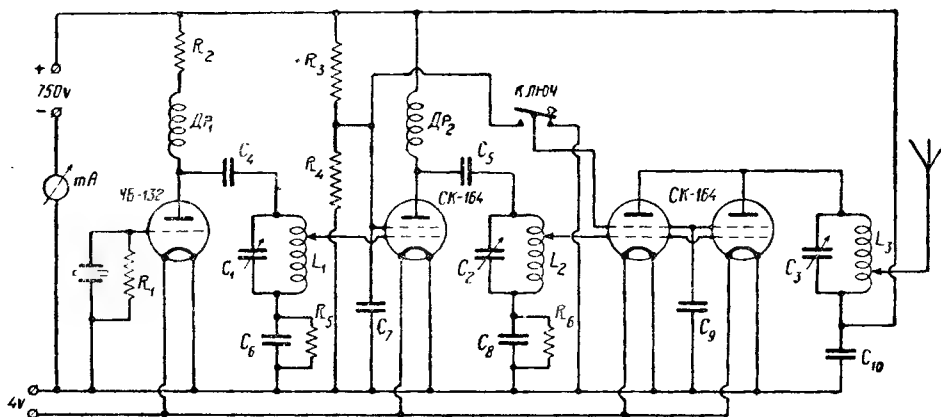 R₂
R₃
+
750v
−
ДР₁
ДР₂
КЛЮЧ
C₄
C₅
mA
ЧБ-132
R₄
СК-164
СК-164
R₁
C₁
L₁
C₂
L₂
C₃
L₃
R₅
C₆
C₇
C₈
R₆
C₉
C₁₀
4v